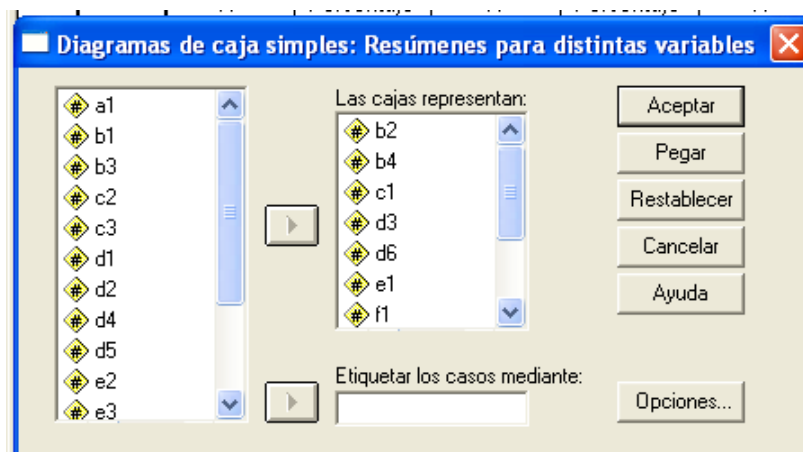 Diagramas de caja simples: Resúmenes para distintas variables
a1
b1
b3
c2
c3
d1
d2
d4
d5
e2
e3
Las cajas representan:
b2
b4
c1
d3
d6
e1
f1
Etiquetar los casos mediante:
Aceptar
Pegar
Restablecer
Cancelar
Ayuda
Opciones...